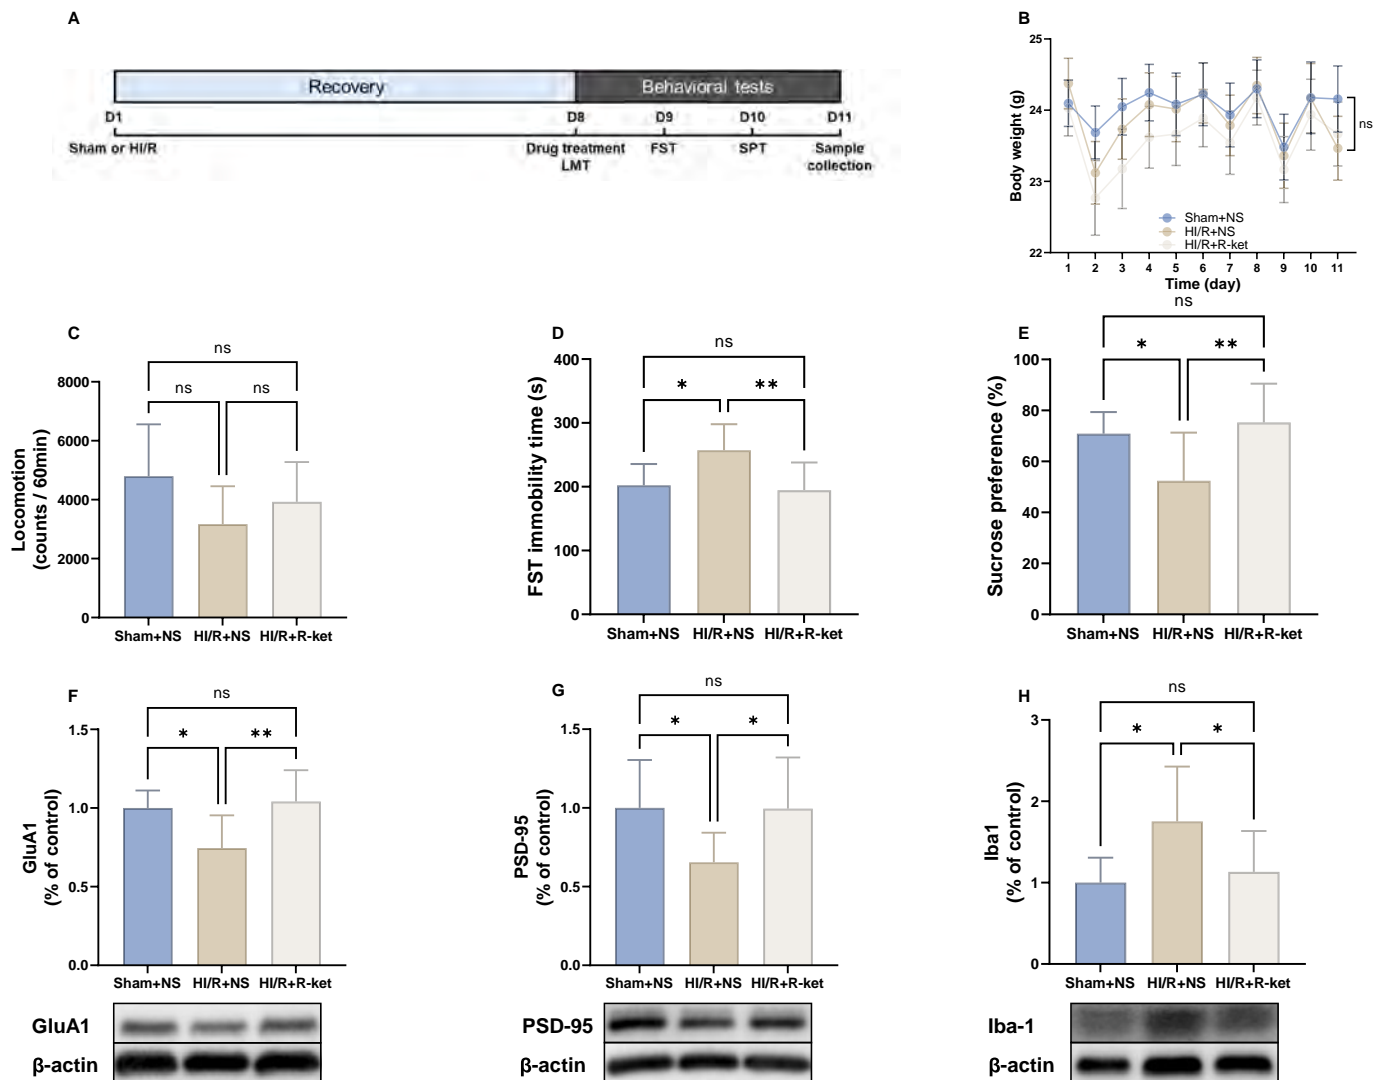 A
Recovery
Behavioral tests
D1
D8
D9
D10
D11
Sham or HI/R
Drug treatment
LMT
FST
SPT
Sample
collection
B
25
24
23
22
Body weight (g)
ns
Sham+NS
HI/R+NS
HI/R+R-ket
1 2 3 4 5 6 7 8 9 10 11
Time (day)
C
ns
ns ns
8000
6000
4000
2000
0
Locomotion
(counts / 60min)
Sham+NS HI/R+NS HI/R+R-ket
D
ns
* **
400
300
200
100
0
FST immobility time (s)
Sham+NS HI/R+NS HI/R+R-ket
E
ns
* **
100
80
60
40
20
0
Sucrose preference (%)
Sham+NS HI/R+NS HI/R+R-ket
F
ns
* **
1.5
1.0
0.5
0.0
GluA1
(% of control)
Sham+NS HI/R+NS HI/R+R-ket
GluA1
β-actin
G
ns
* *
1.5
1.0
0.5
0.0
PSD-95
(% of control)
Sham+NS HI/R+NS HI/R+R-ket
PSD-95
β-actin
H
ns
* *
3
2
1
0
Iba1
(% of control)
Sham+NS HI/R+NS HI/R+R-ket
Iba-1
β-actin